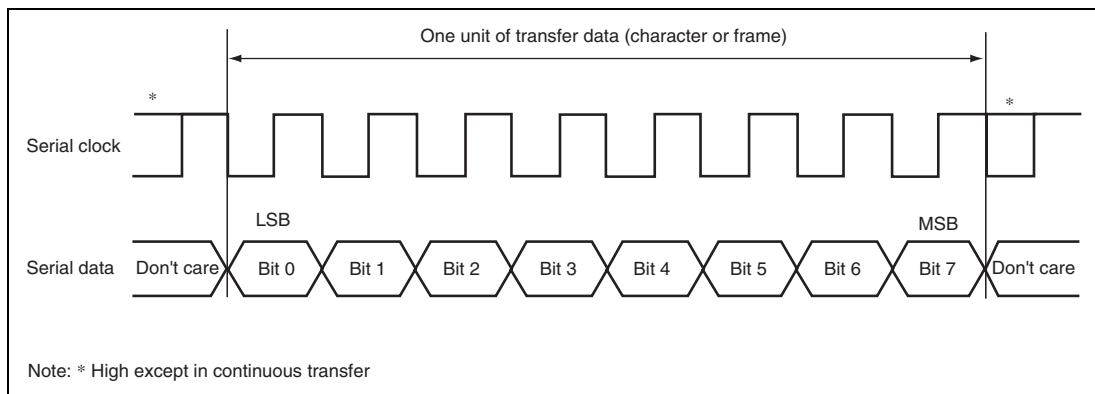 One unit of transfer data (character or frame)
* *
Serial clock
LSB MSB
Serial data Don't care Bit 0 Bit 1 Bit 2 Bit 3 Bit 4 Bit 5 Bit 6 Bit 7 Don't care
Note: * High except in continuous transfer